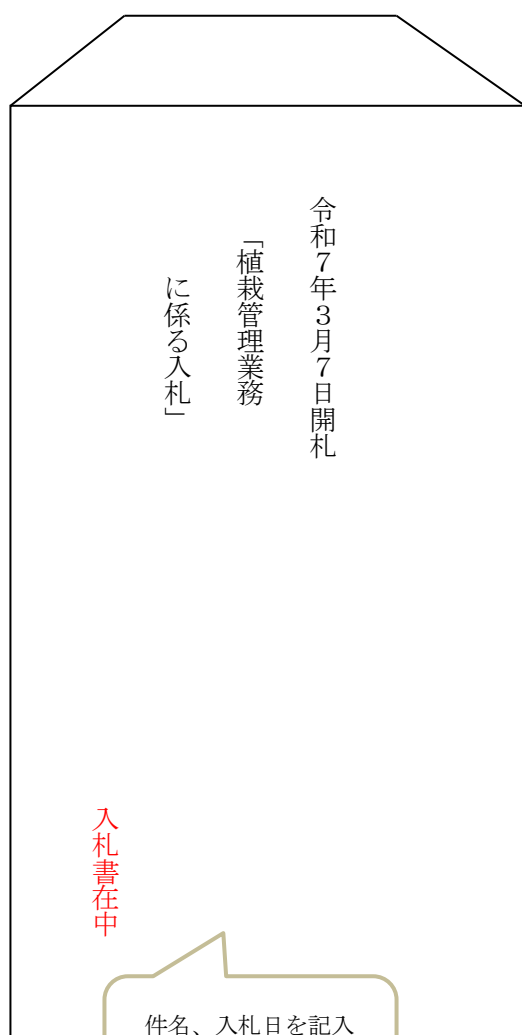 令和７年３月７日開札
「植栽管理業務
に係る入札」
入札書在中
件名、入札日を記入